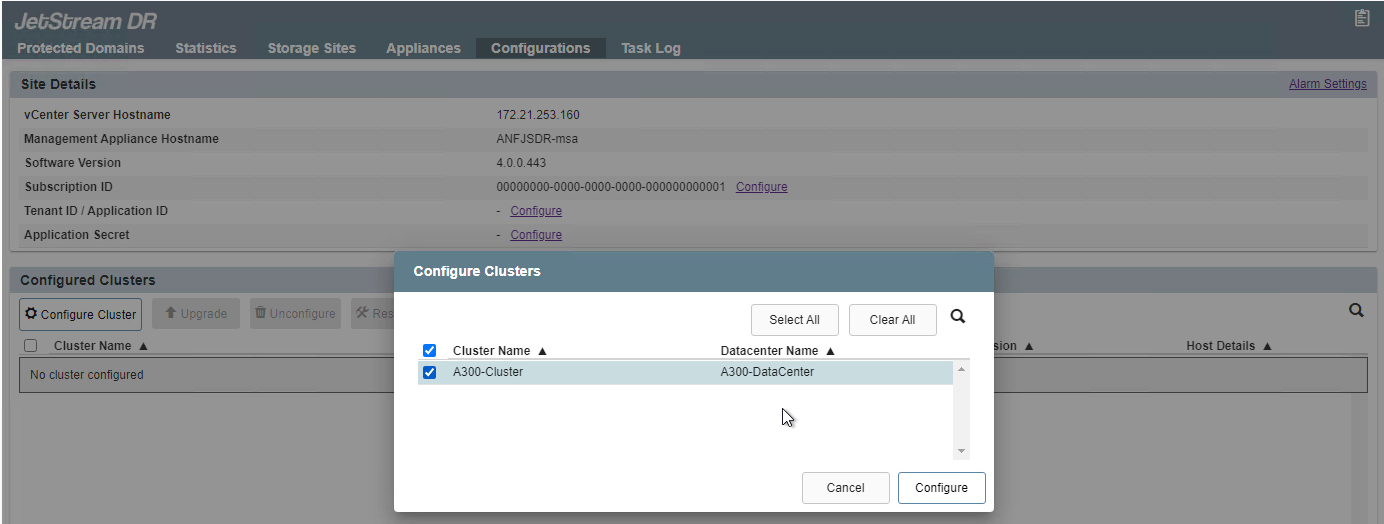 JetStream DR
Protected Domains Statistics Storage Sites Appliances Configurations Task Log
Site Details Alarm Settings
vCenter Server Hostname 172.21.253.160
Management Appliance Hostname ANFJSDR-msa
Software Version 4.0.0.443
Subscription ID 00000000-0000-0000-0000-000000000001 Configure
Tenant ID / Application ID - Configure
Application Secret - Configure
Configured Clusters
Configure Cluster Upgrade Unconfigure Res
Cluster Name ▲ sion ▲ Host Details ▲
No cluster configured
Configure Clusters
Select All Clear All
Cluster Name ▲ Datacenter Name ▲
A300-Cluster A300-DataCenter
Cancel Configure